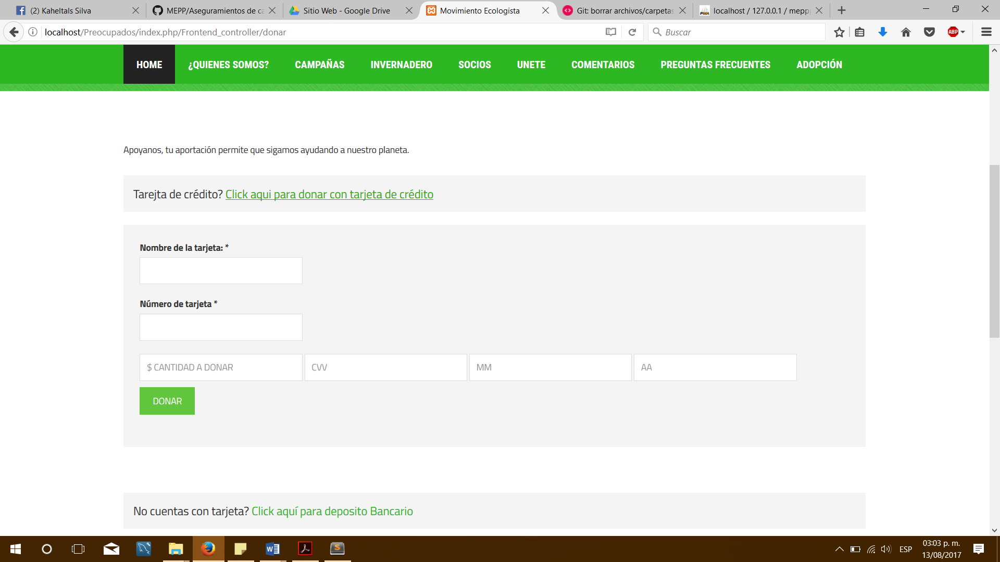 (2) Kaheltals Silva
MEPP/Aseguramientos de ca
Sitio Web - Google Drive
Movimiento Ecologista
Git: borrar archivos/carpetas
localhost / 127.0.0.1 / mepp
localhost/Preocupados/index.php/Frontend_controller/donar
Buscar
ABP
HOME
¿QUIENES SOMOS?
CAMPAÑAS
INVERNADERO
SOCIOS
UNETE
COMENTARIOS
PREGUNTAS FRECUENTES
ADOPCIÓN
Apoyanos, tu aportación permite que sigamos ayudando a nuestro planeta.
Tarejta de crédito? Click aqui para donar con tarjeta de crédito
Nombre de la tarjeta: *
Número de tarjeta *
$ CANTIDAD A DONAR
CVV
MM
AA
DONAR
No cuentas con tarjeta? Click aquí para deposito Bancario
ESP
03:03 p. m.
13/08/2017